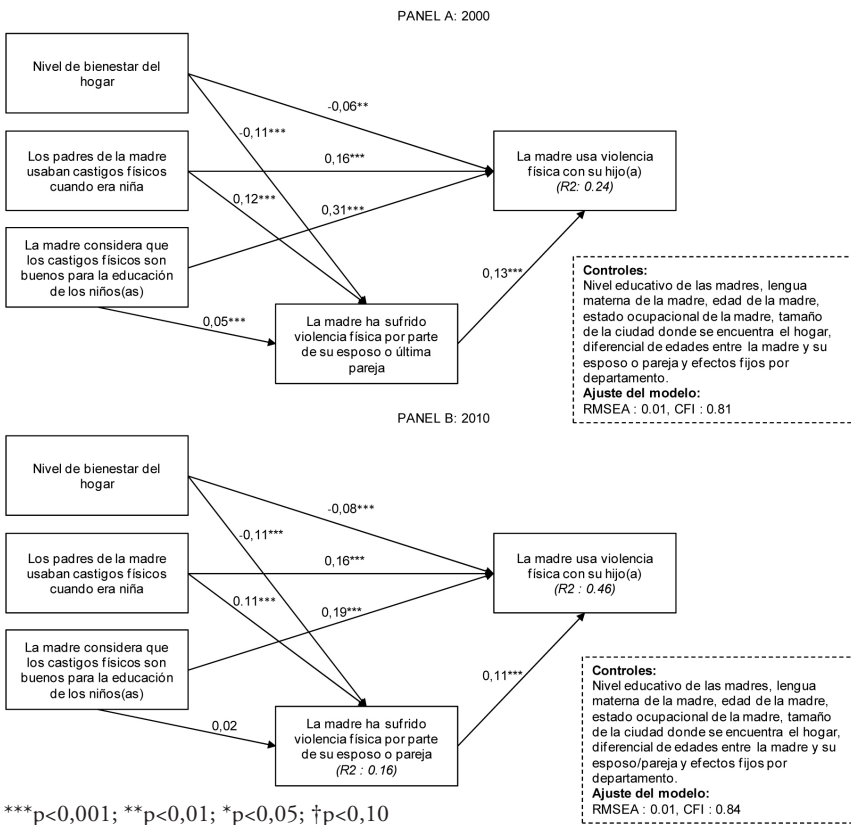 PANEL A: 2000
Nivel de bienestar del
hogar
-0,06**
-0,11***
Los padres de la madre
usaban castigos físicos
cuando era niña
0,16***
0,12***
La madre usa violencia
física con su hijo(a)
(R2: 0.24)
0,31***
La madre considera que
los castigos físicos son
buenos para la educación
de los niños(as)
0,05***
La madre ha sufrido
violencia física por parte
de su esposo o última
pareja
0,13***
Controles:
Nivel educativo de las madres, lengua
materna de la madre, edad de la madre,
estado ocupacional de la madre, tamaño
de la ciudad donde se encuentra el hogar,
diferencial de edades entre la madre y su
esposo o pareja y efectos fijos por
departamento.
Ajuste del modelo:
RMSEA : 0.01, CFI : 0.81
PANEL B: 2010
Nivel de bienestar del
hogar
-0,08***
-0,11***
Los padres de la madre
usaban castigos físicos
cuando era niña
0,16***
0.11***
La madre usa violencia
física con su hijo(a)
(R2 : 0.46)
0,19***
La madre considera que
los castigos físicos son
buenos para la educación
de los niños(as)
0,02
La madre ha sufrido
violencia física por parte
de su esposo o pareja
(R2 : 0.16)
0,11***
Controles:
Nivel educativo de las madres, lengua
materna de la madre, edad de la madre,
estado ocupacional de la madre, tamaño
de la ciudad donde se encuentra el hogar,
diferencial de edades entre la madre y su
esposo/pareja y efectos fijos por
departamento.
Ajuste del modelo:
RMSEA : 0.01, CFI : 0.84
***p<0,001; **p<0,01; *p<0,05; †p<0,10